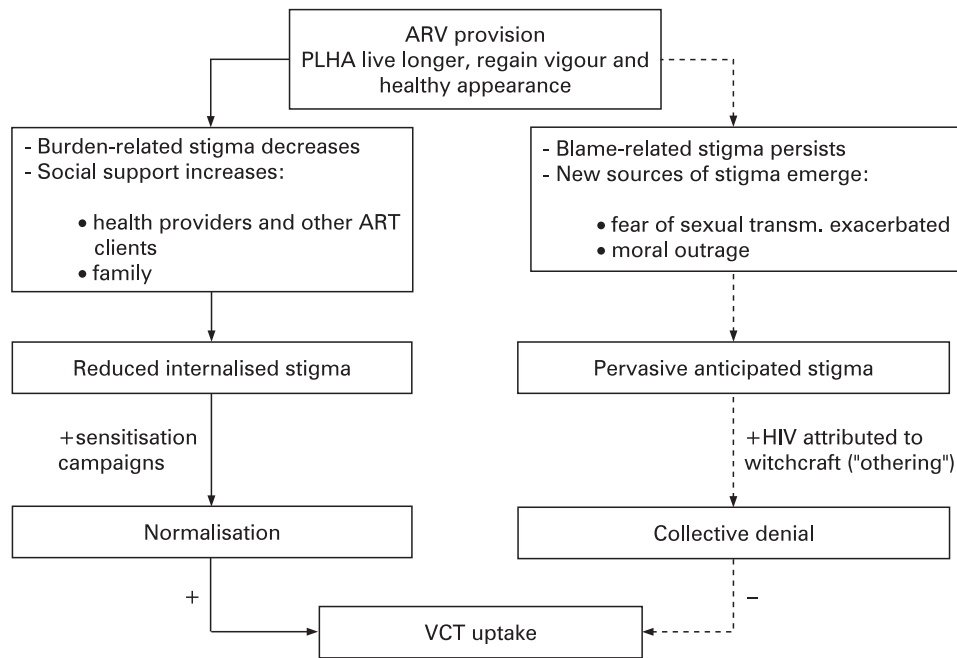 ARV provision
PLHA live longer, regain vigour and
healthy appearance
- Burden-related stigma decreases
- Social support increases:
• health providers and other ART
clients
• family
- Blame-related stigma persists
- New sources of stigma emerge:
• fear of sexual transm. exacerbated
• moral outrage
Reduced internalised stigma
Pervasive anticipated stigma
+sensitisation
campaigns
+HIV attributed to
witchcraft ("othering")
Normalisation
Collective denial
+
–
VCT uptake